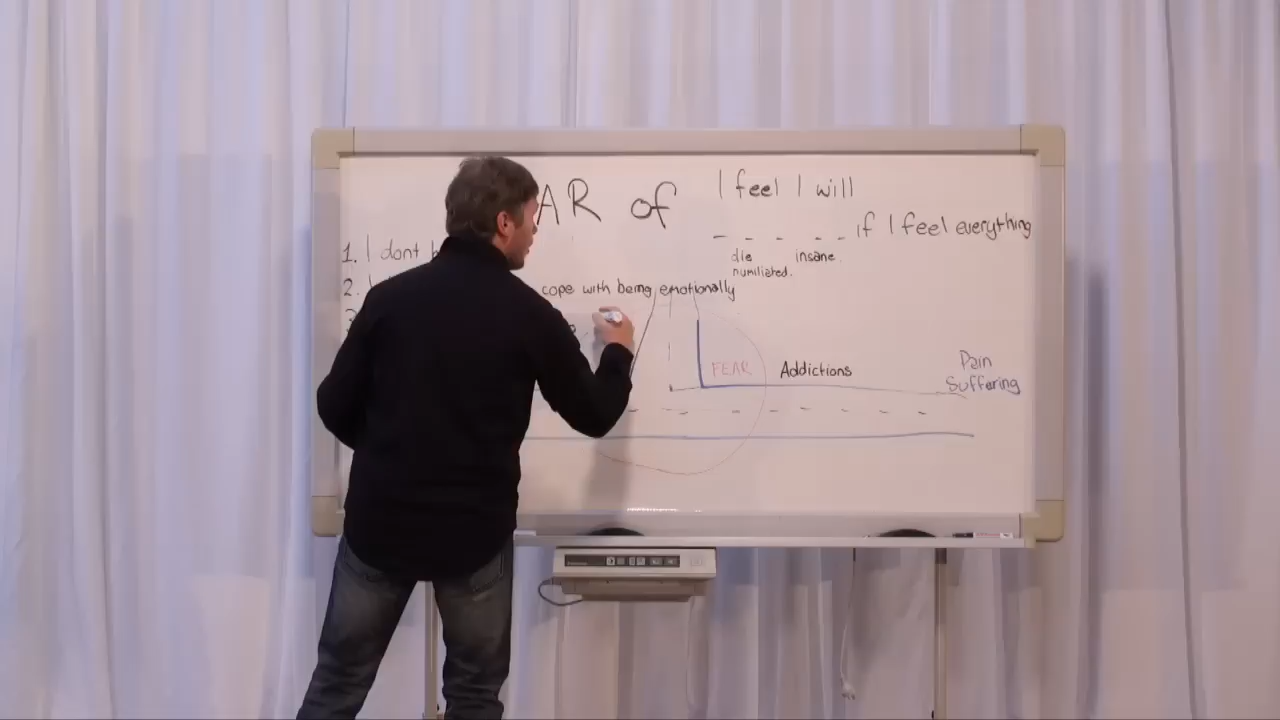 AR of
I feel I will
- - - - - if I feel everything
die insane.
humiliated.
1. I dont
2.
cope with being emotionally
FEAR Addictions
Pain
Suffering